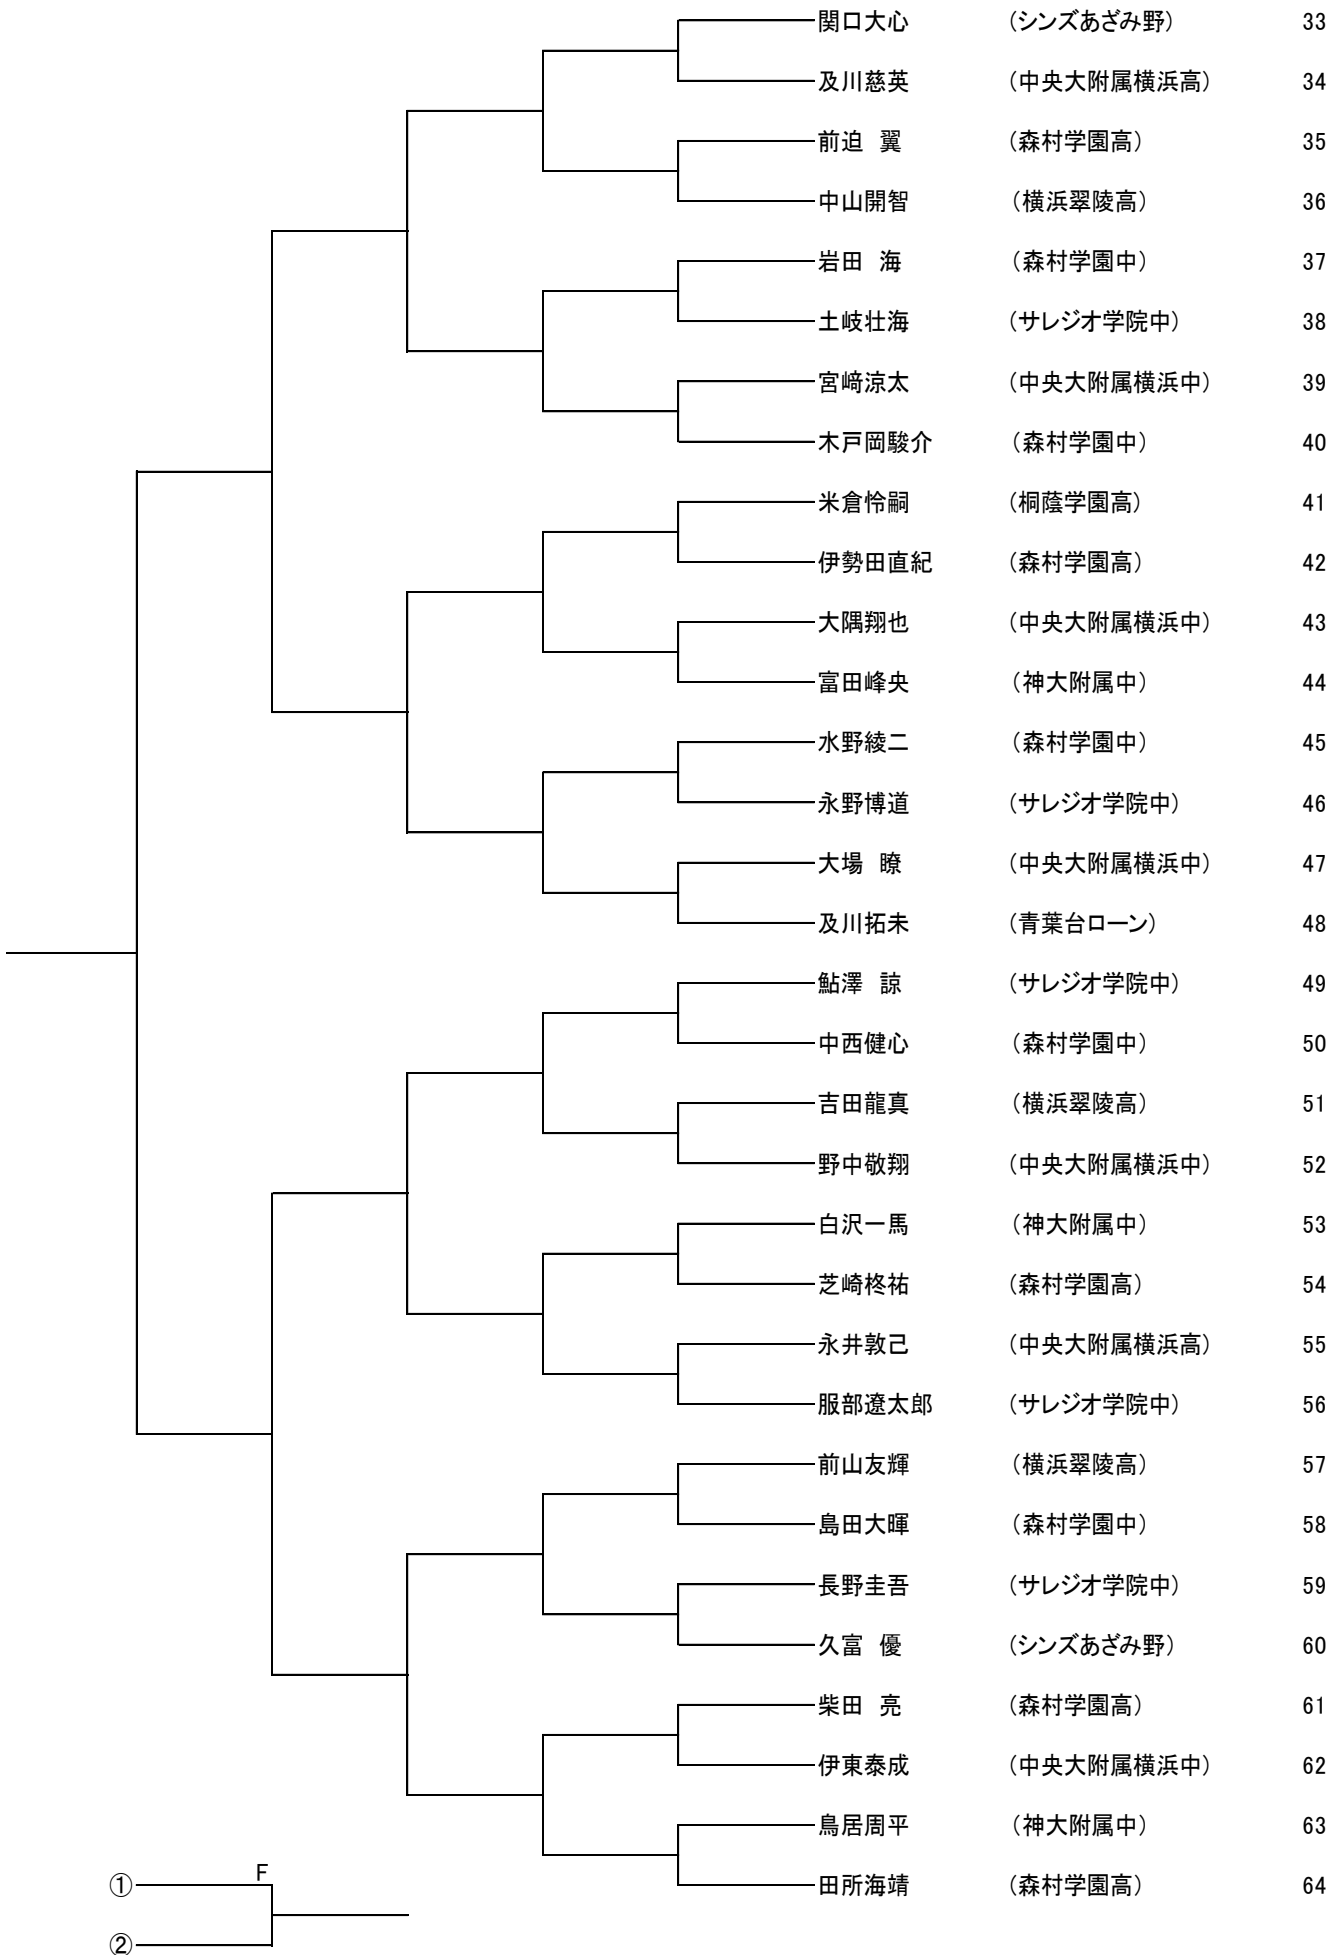 関口大心 (シンズあざみ野) 33
及川慈英 (中央大附属横浜高) 34
前迫　翼 (森村学園高) 35
中山開智 (横浜翠陵高) 36
岩田　海 (森村学園中) 37
土岐壮海 (サレジオ学院中) 38
宮﨑涼太 (中央大附属横浜中) 39
木戸岡駿介 (森村学園中) 40
米倉怜嗣 (桐蔭学園高) 41
伊勢田直紀 (森村学園高) 42
大隅翔也 (中央大附属横浜中) 43
富田峰央 (神大附属中) 44
水野綾二 (森村学園中) 45
永野博道 (サレジオ学院中) 46
大場　瞭 (中央大附属横浜中) 47
及川拓未 (青葉台ローン) 48
鮎澤　諒 (サレジオ学院中) 49
中西健心 (森村学園中) 50
吉田龍真 (横浜翠陵高) 51
野中敬翔 (中央大附属横浜中) 52
白沢一馬 (神大附属中) 53
芝崎柊祐 (森村学園高) 54
永井敦己 (中央大附属横浜高) 55
服部遼太郎 (サレジオ学院中) 56
前山友輝 (横浜翠陵高) 57
島田大暉 (森村学園中) 58
長野圭吾 (サレジオ学院中) 59
久富　優 (シンズあざみ野) 60
柴田　亮 (森村学園高) 61
伊東泰成 (中央大附属横浜中) 62
鳥居周平 (神大附属中) 63
① F
田所海靖 (森村学園高) 64
②